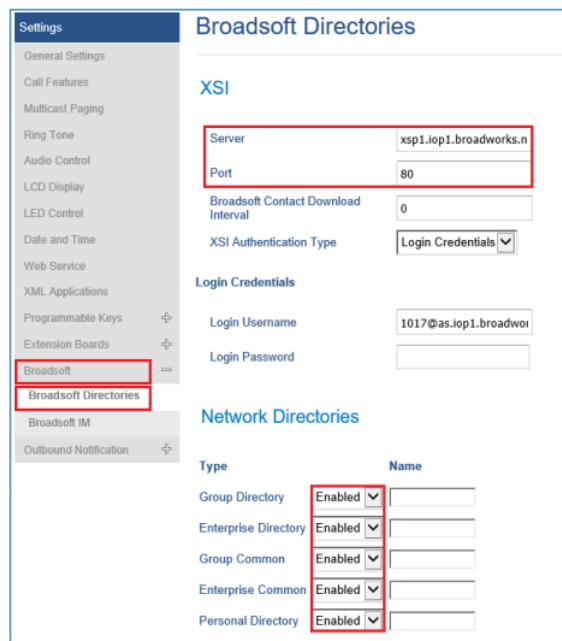 Settings
General Settings
Call Features
Multicast Paging
Ring Tone
Audio Control
LCD Display
LED Control
Date and Time
Web Service
XML Applications
Programmable Keys
Extension Boards
Broadsoft
Broadsoft Directories
Broadsoft IM
Outbound Notification
Broadsoft Directories
XSI
Server xsp1.iop1.broadworks.n
Port 80
Broadsoft Contact Download
Interval 0
XSI Authentication Type Login Credentials
Login Credentials
Login Username 1017@as.iop1.broadwo
Login Password
Network Directories
Type Name
Group Directory Enabled
Enterprise Directory Enabled
Group Common Enabled
Enterprise Common Enabled
Personal Directory Enabled